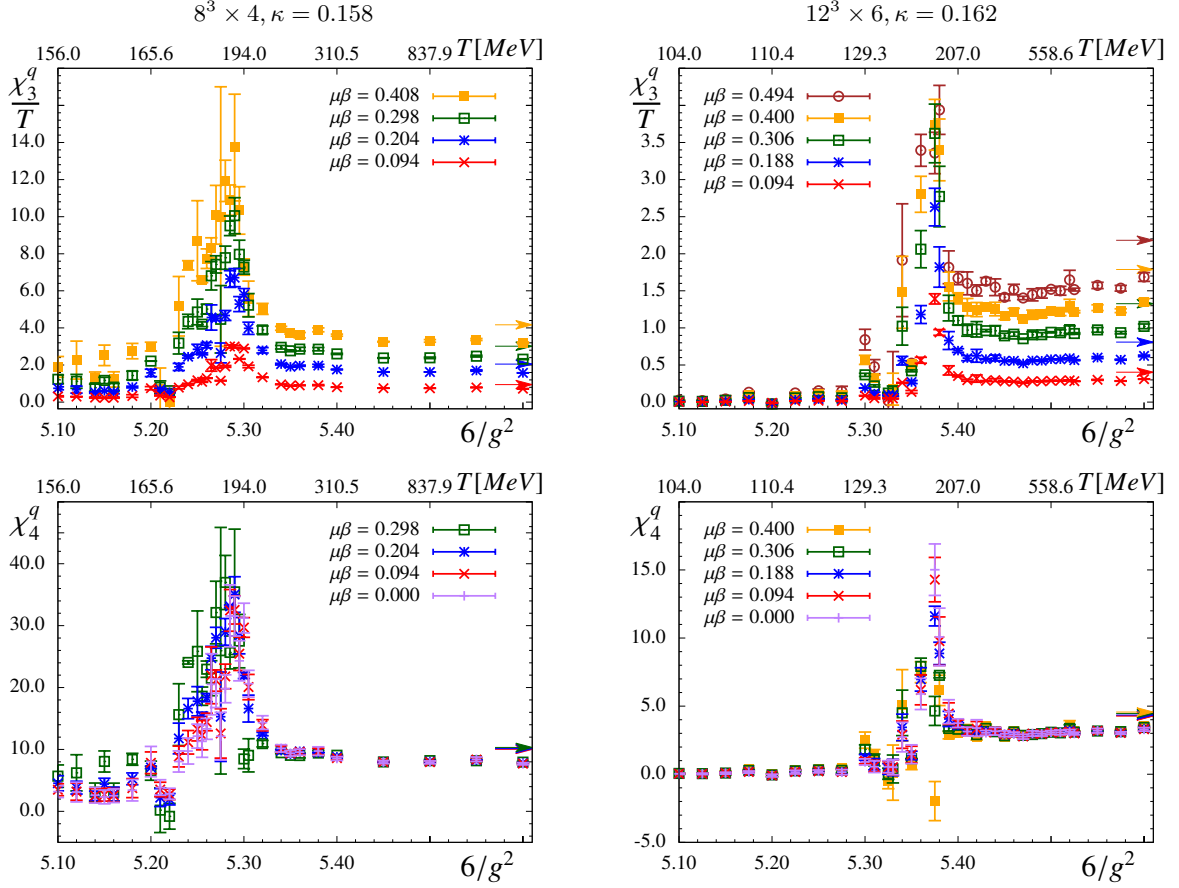 8³ × 4, κ = 0.158
156.0 165.6 194.0 310.5 837.9 T[MeV]
χ₃^q/T
μβ = 0.408
μβ = 0.298
μβ = 0.204
μβ = 0.094
14.0
12.0
10.0
8.0
6.0
4.0
2.0
0.0
5.10 5.20 5.30 5.40 6/g²
12³ × 6, κ = 0.162
104.0 110.4 129.3 207.0 558.6 T[MeV]
χ₃^q/T
μβ = 0.494
μβ = 0.400
μβ = 0.306
μβ = 0.188
μβ = 0.094
3.5
3.0
2.5
2.0
1.5
1.0
0.5
0.0
5.10 5.20 5.30 5.40 6/g²
156.0 165.6 194.0 310.5 837.9 T[MeV]
χ₄^q
μβ = 0.298
μβ = 0.204
μβ = 0.094
μβ = 0.000
40.0
30.0
20.0
10.0
0.0
5.10 5.20 5.30 5.40 6/g²
104.0 110.4 129.3 207.0 558.6 T[MeV]
χ₄^q
μβ = 0.400
μβ = 0.306
μβ = 0.188
μβ = 0.094
μβ = 0.000
15.0
10.0
5.0
0.0
-5.0
5.10 5.20 5.30 5.40 6/g²